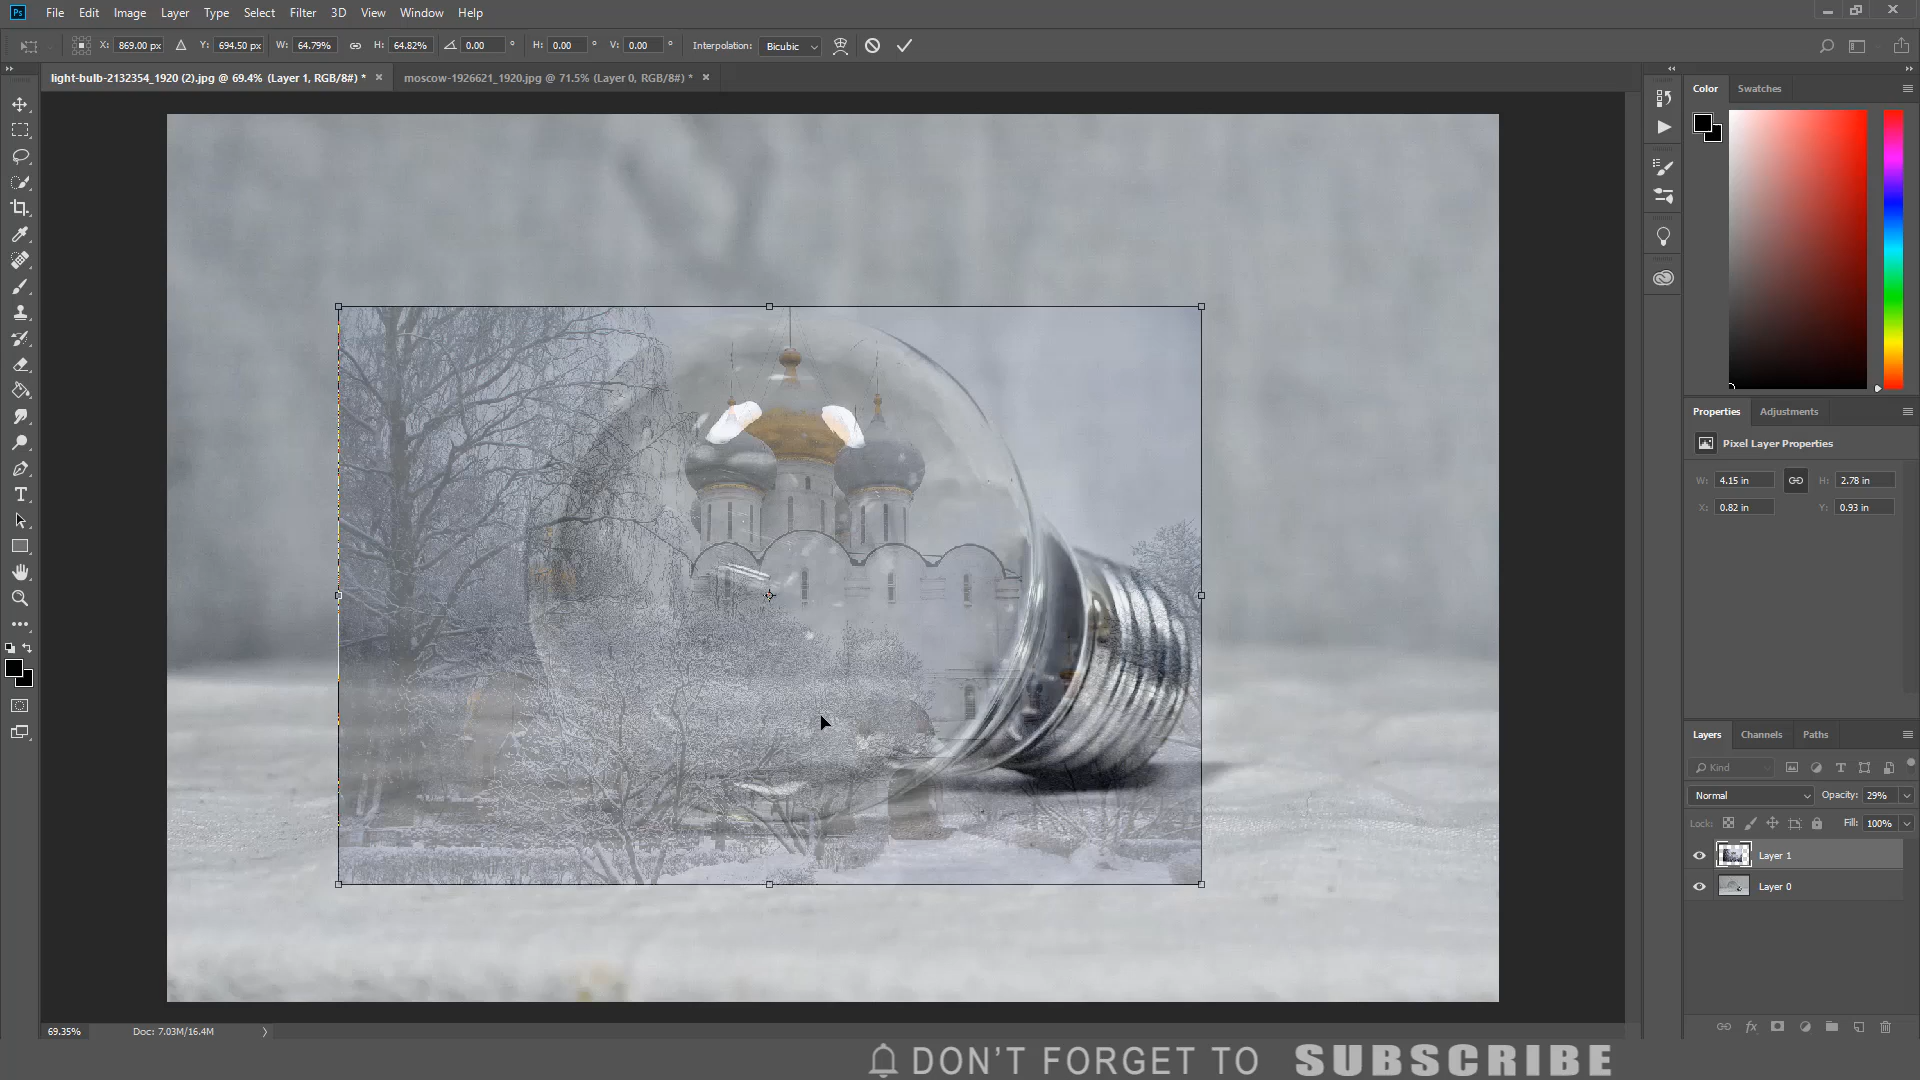 Ps File Edit Image Layer Type Select Filter 3D View Window Help
X: 869.00 px Y: 694.50 px W: 64.79% H: 64.82% 0.00 ° H: 0.00 ° V: 0.00 ° Interpolation: Bicubic
light-bulb-2132354_1920 (2).jpg @ 69.4% (Layer 1, RGB/8#) * moscow-1926621_1920.jpg @ 71.5% (Layer 0, RGB/8#) *
Color Swatches
Properties Adjustments
Pixel Layer Properties
W: 4.15 in H: 2.78 in
X: 0.82 in Y: 0.93 in
Layers Channels Paths
Kind
Normal Opacity: 29%
Lock: Fill: 100%
Layer 1
Layer 0
69.35% Doc: 7.03M/16.4M
DON'T FORGET TO SUBSCRIBE